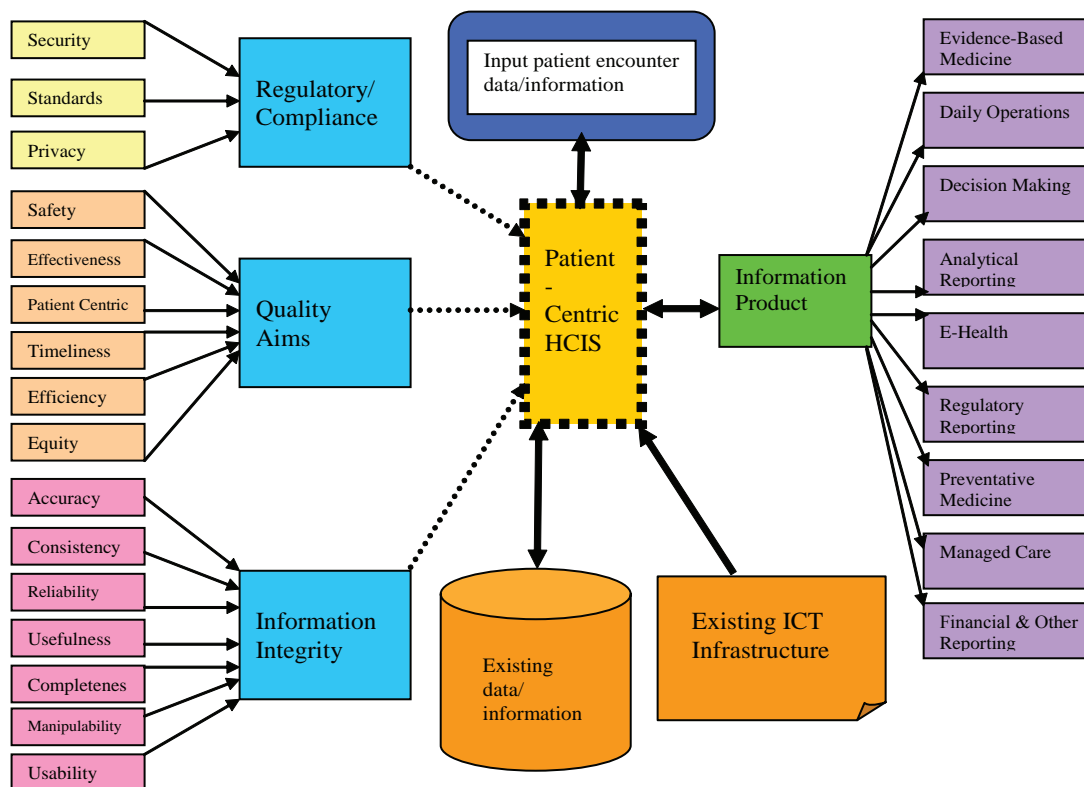 Security
Standards
Privacy
Safety
Effectiveness
Patient Centric
Timeliness
Efficiency
Equity
Accuracy
Consistency
Reliability
Usefulness
Completenes
Manipulability
Usability
Regulatory/
Compliance
Quality
Aims
Information
Integrity
Input patient encounter
data/information
Patient
-
Centric
HCIS
Existing
data/
information
Existing ICT
Infrastructure
Information
Product
Evidence-Based
Medicine
Daily Operations
Decision Making
Analytical
Reporting
E-Health
Regulatory
Reporting
Preventative
Medicine
Managed Care
Financial & Other
Reporting